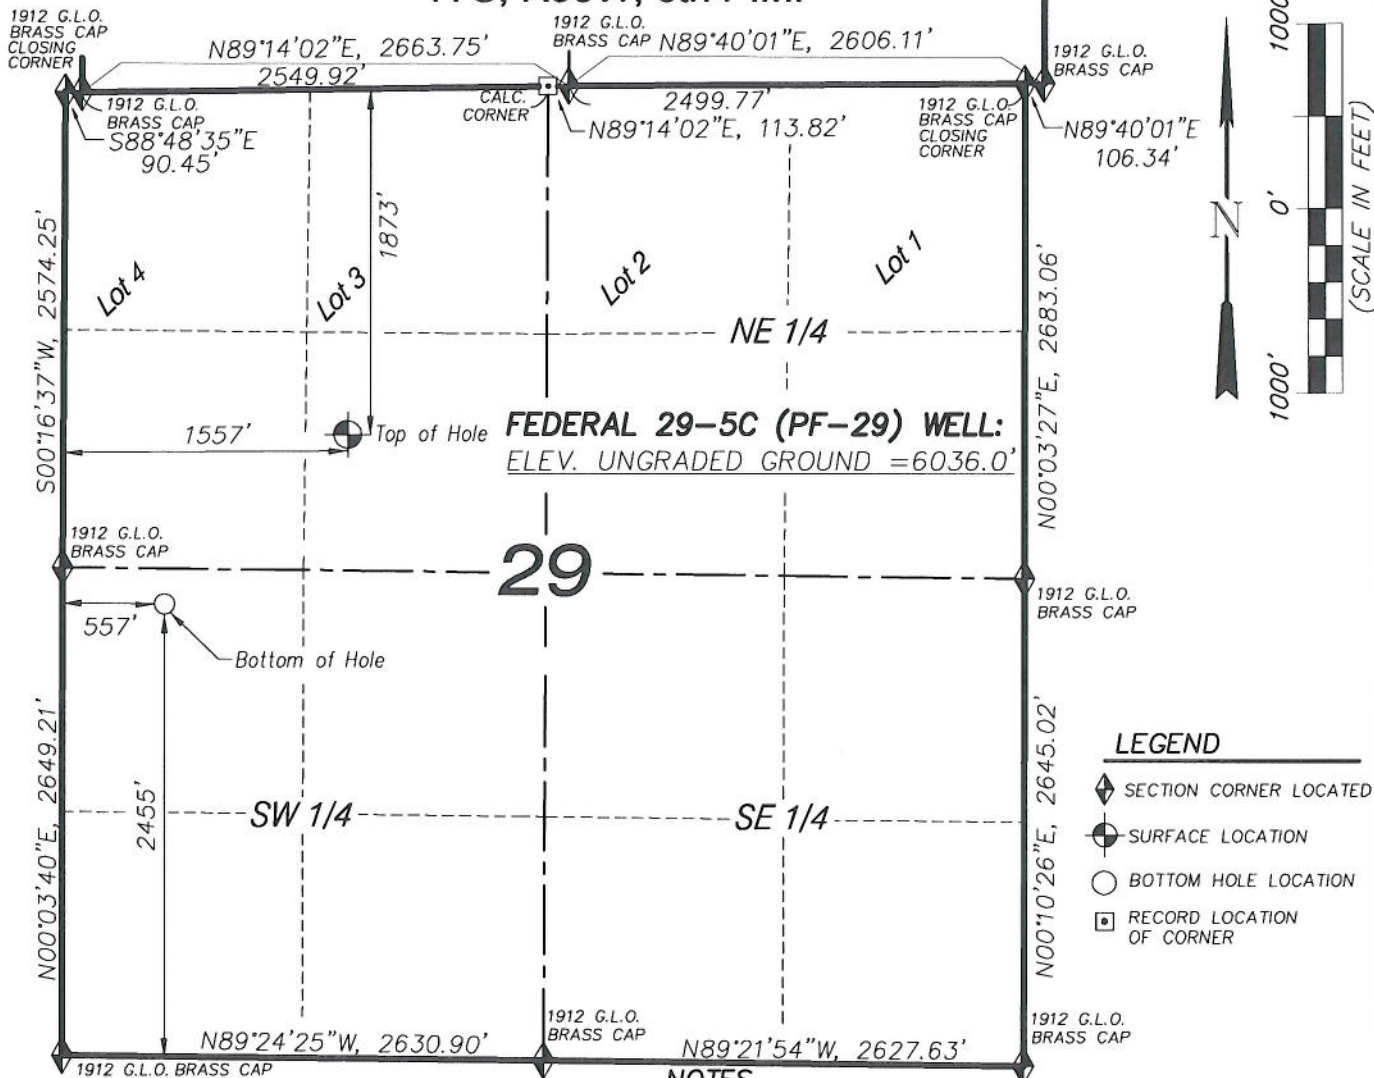 1912 G.L.O.
BRASS CAP
CLOSING
CORNER
N89°14'02"E, 2663.75'
2549.92'
1912 G.L.O.
BRASS CAP
N89°40'01"E, 2606.11'
2499.77'
1912 G.L.O.
BRASS CAP
1912 G.L.O.
BRASS CAP
S88°48'35"E
90.45'
CALC.
CORNER
N89°14'02"E, 113.82'
1912 G.L.O.
BRASS CAP
CLOSING
CORNER
N89°40'01"E
106.34'
1000'
0'
1000'
(SCALE IN FEET)
N
S00°16'37"W, 2574.25'
Lot 4
Lot 3
1873'
Lot 2
Lot 1
N00°03'27"E, 2683.06'
NE 1/4
1557'
Top of Hole
FEDERAL 29-5C (PF-29) WELL:
ELEV. UNGRADED GROUND =6036.0'
1912 G.L.O.
BRASS CAP
29
1912 G.L.O.
BRASS CAP
557'
Bottom of Hole
N00°03'40"E, 2649.21'
2455'
SW 1/4
SE 1/4
N00°10'26"E, 2645.02'
LEGEND
SECTION CORNER LOCATED
SURFACE LOCATION
BOTTOM HOLE LOCATION
RECORD LOCATION
OF CORNER
1912 G.L.O.
BRASS CAP
1912 G.L.O.
BRASS CAP
N89°24'25"W, 2630.90'
N89°21'54"W, 2627.63'
1912 G.L.O. BRASS CAP